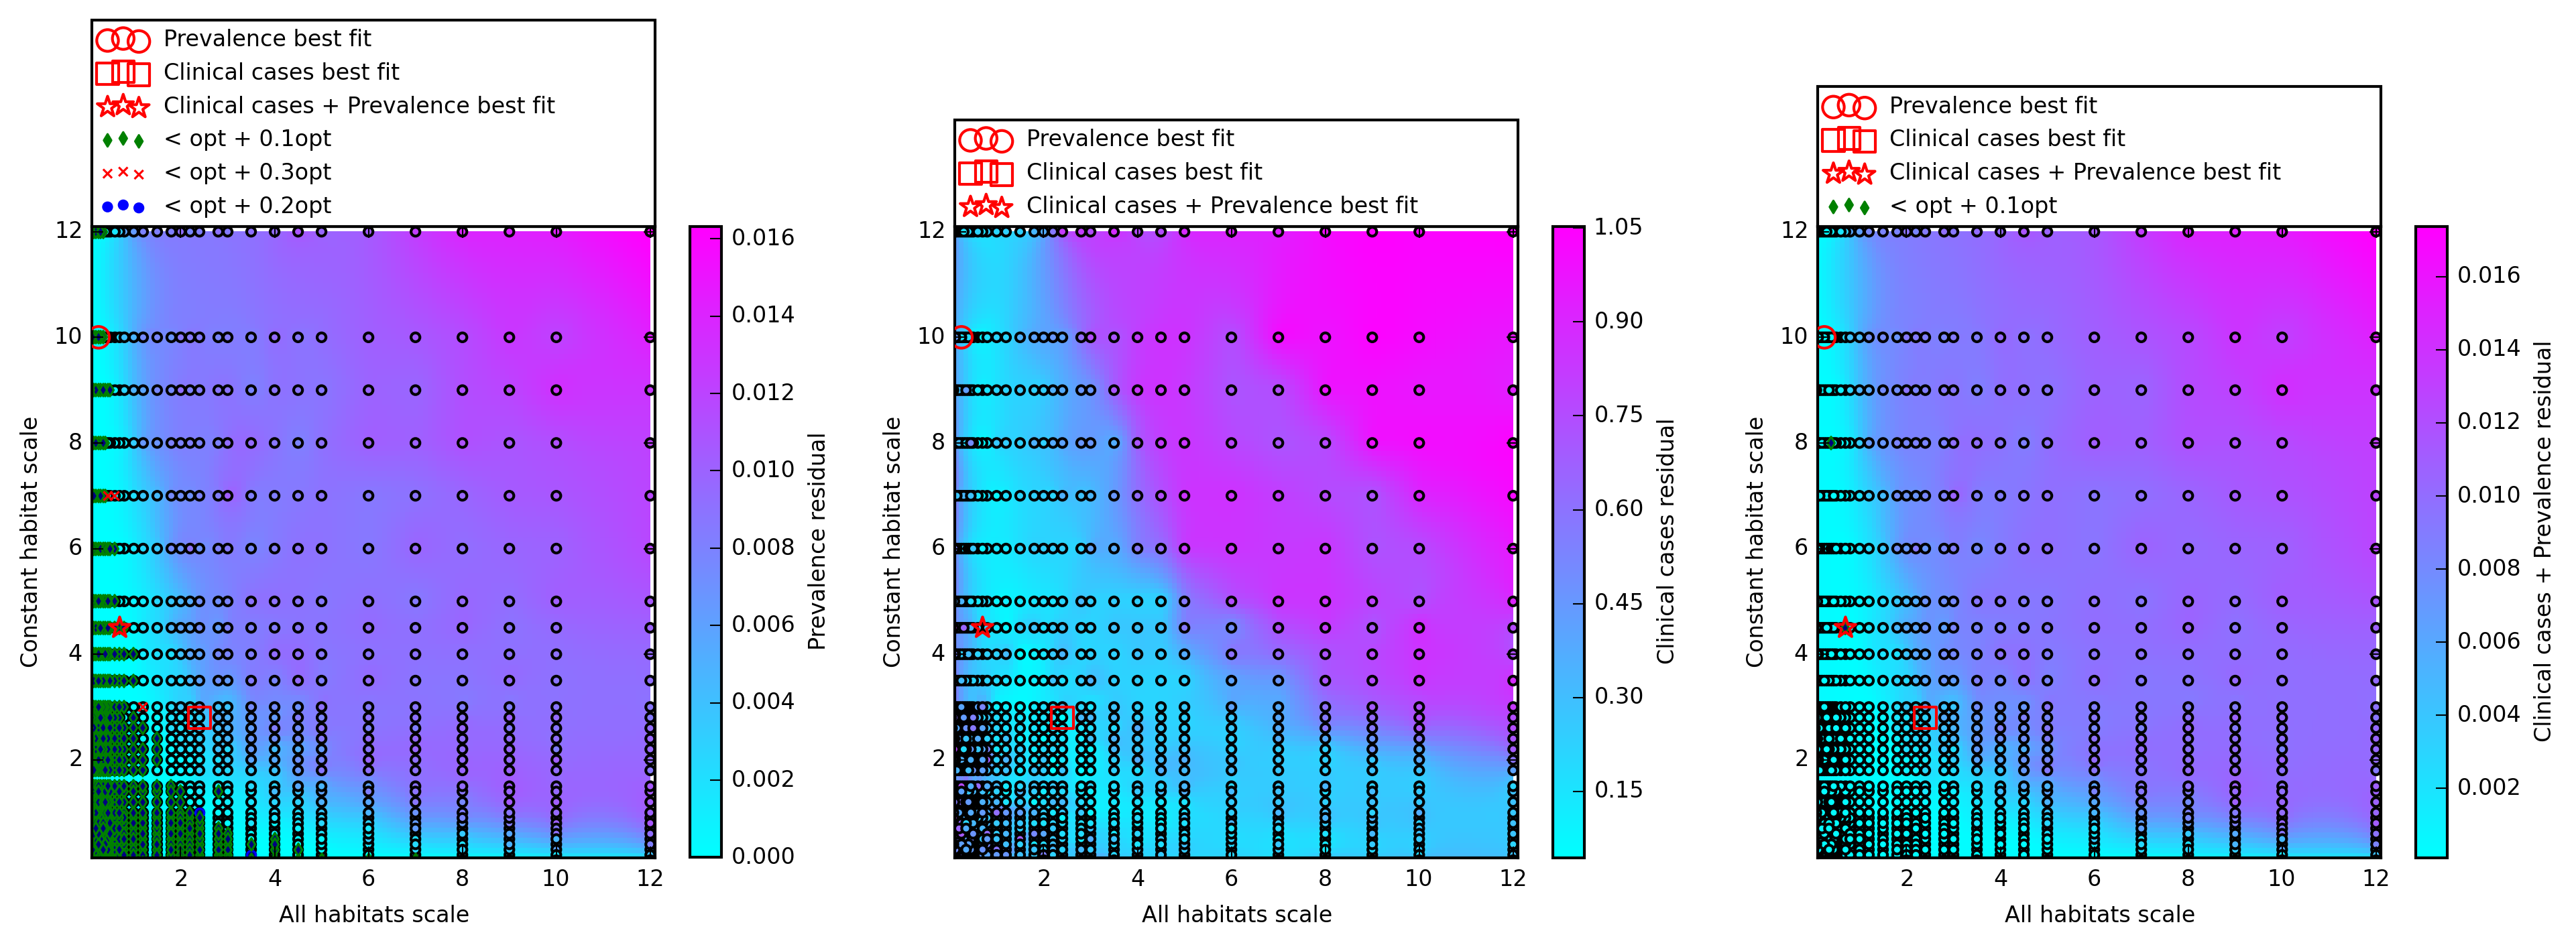 Prevalence best fit
Clinical cases best fit
Clinical cases + Prevalence best fit
< opt + 0.1opt
< opt + 0.3opt
< opt + 0.2opt
12
10
8
6
4
2
Constant habitat scale
2 4 6 8 10 12
All habitats scale
0.016
0.014
0.012
0.010
0.008
0.006
0.004
0.002
0.000
Prevalence residual
Prevalence best fit
Clinical cases best fit
Clinical cases + Prevalence best fit
12
10
8
6
4
2
Constant habitat scale
2 4 6 8 10 12
All habitats scale
1.05
0.90
0.75
0.60
0.45
0.30
0.15
Clinical cases residual
Prevalence best fit
Clinical cases best fit
Clinical cases + Prevalence best fit
< opt + 0.1opt
12
10
8
6
4
2
Constant habitat scale
2 4 6 8 10 12
All habitats scale
0.016
0.014
0.012
0.010
0.008
0.006
0.004
0.002
Clinical cases + Prevalence residual